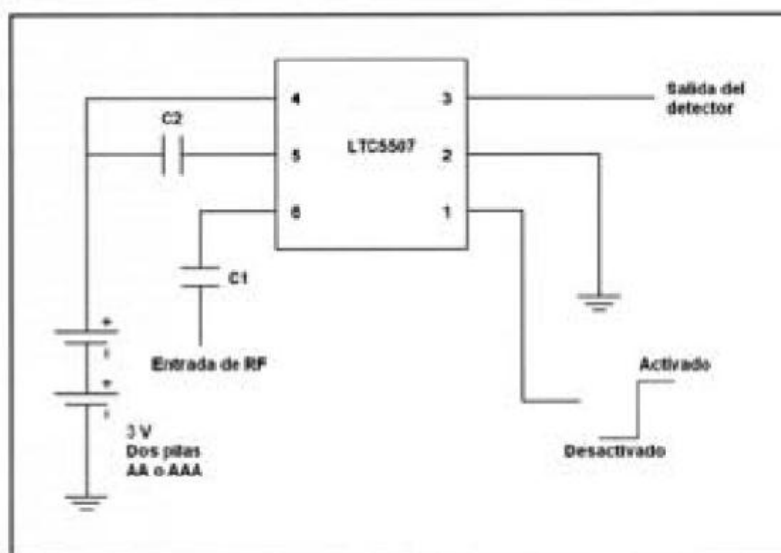 4
3
Salida del
detector
C2
LTC5507
5
2
6
1
C1
+
Entrada de RF
+
Activado
3 V
Dos pilas
AA o AAA
Desactivado